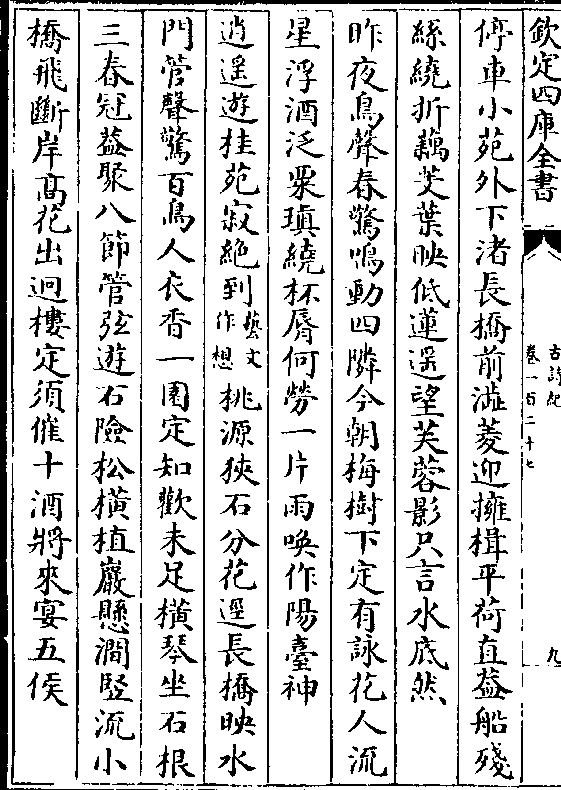 欽定四庫全書
古詩紀
卷一百二十七
九
停車小苑外下渚長橋前澁菱迎擁楫平荷直葢船殘
絲繞折藕芰葉映低蓮遥望芙蓉影只言水底然
昨夜鳥聲春驚鳴動四隣今朝梅樹下定有詠花人流
星浮酒泛粟瑱繞杯脣何勞一片雨喚作陽臺神
逍遥遊桂苑寂絶到藝文作想桃源狹石分花逕長橋映水
門管聲驚百鳥人衣香一園定知歡未足横琴坐石根
三春冠葢聚八節管弦遊石險松橫植巖懸澗竪流小
橋飛斷岸髙花出迥樓定須催十酒將來宴五侯